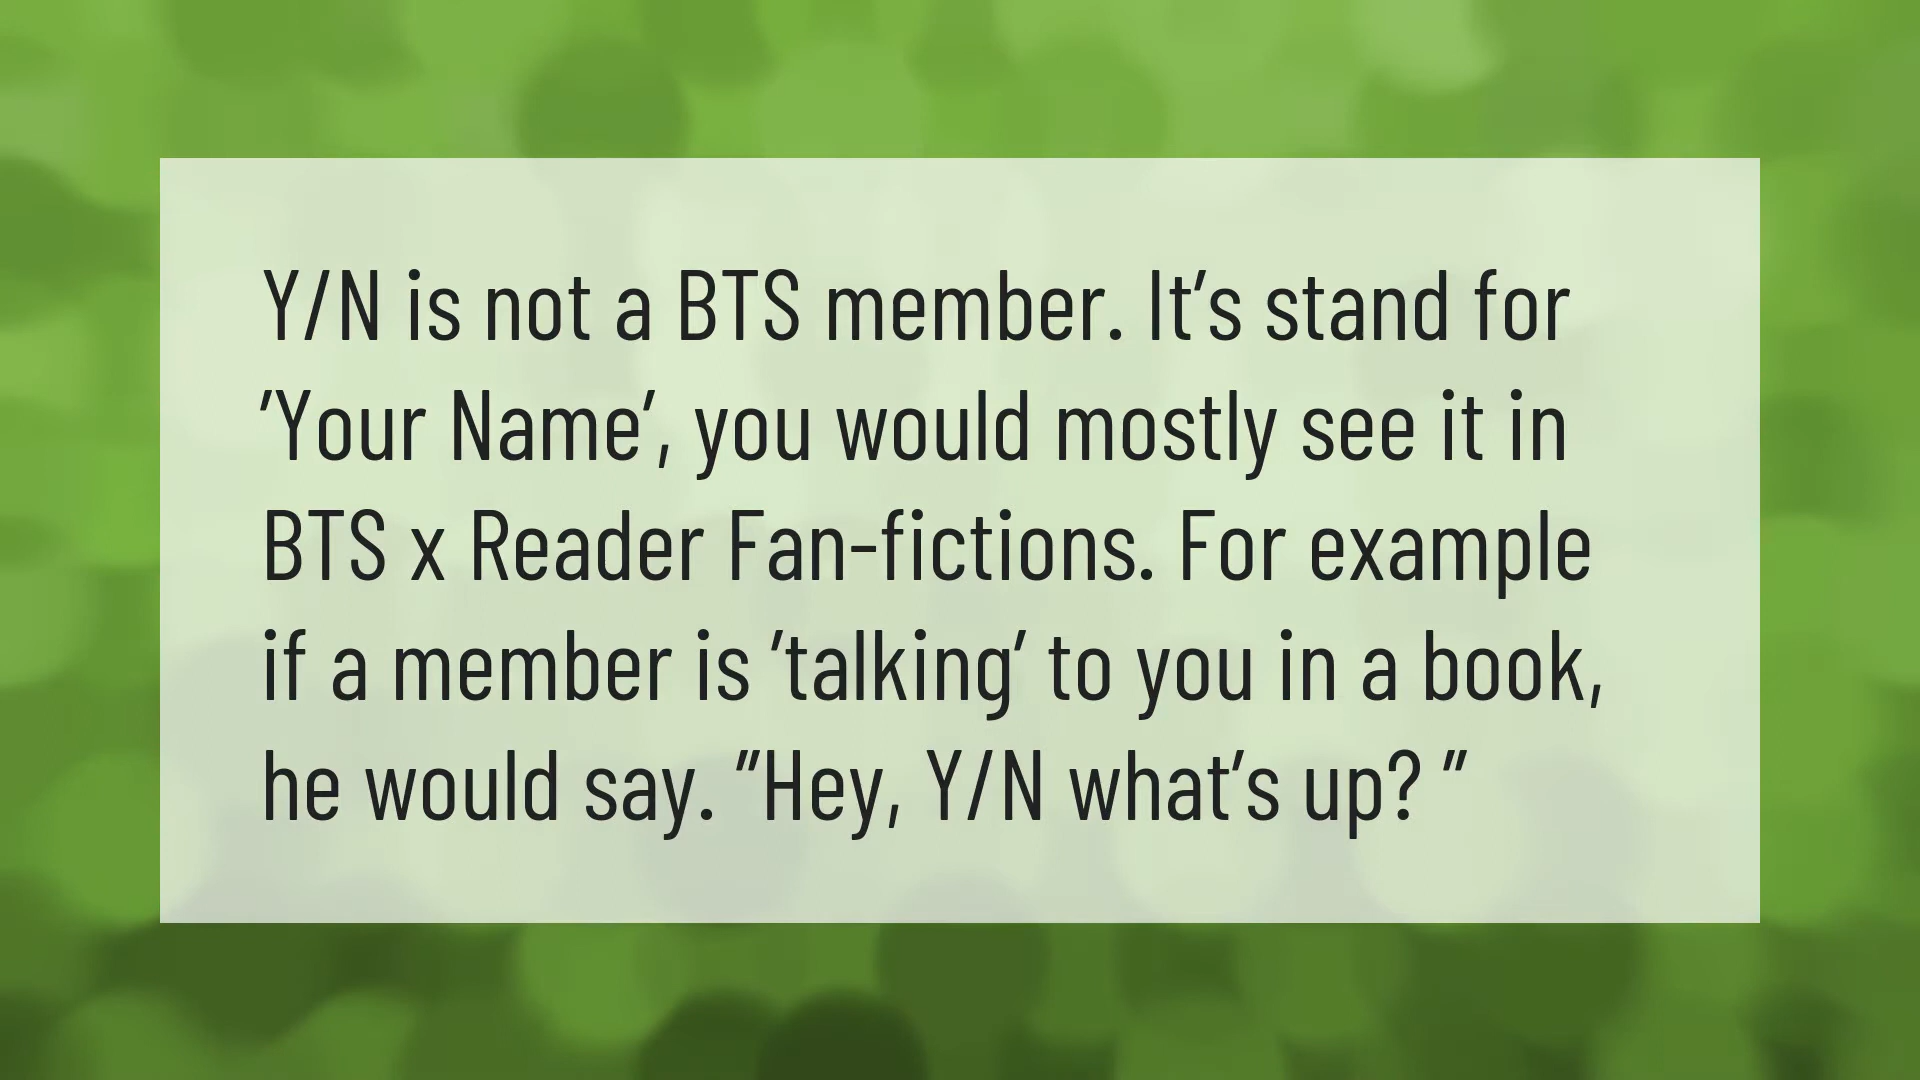 Y/N is not a BTS member. It's stand for
'Your Name', you would mostly see it in
BTS x Reader Fan-fictions. For example
if a member is 'talking' to you in a book,
he would say. "Hey, Y/N what's up? "